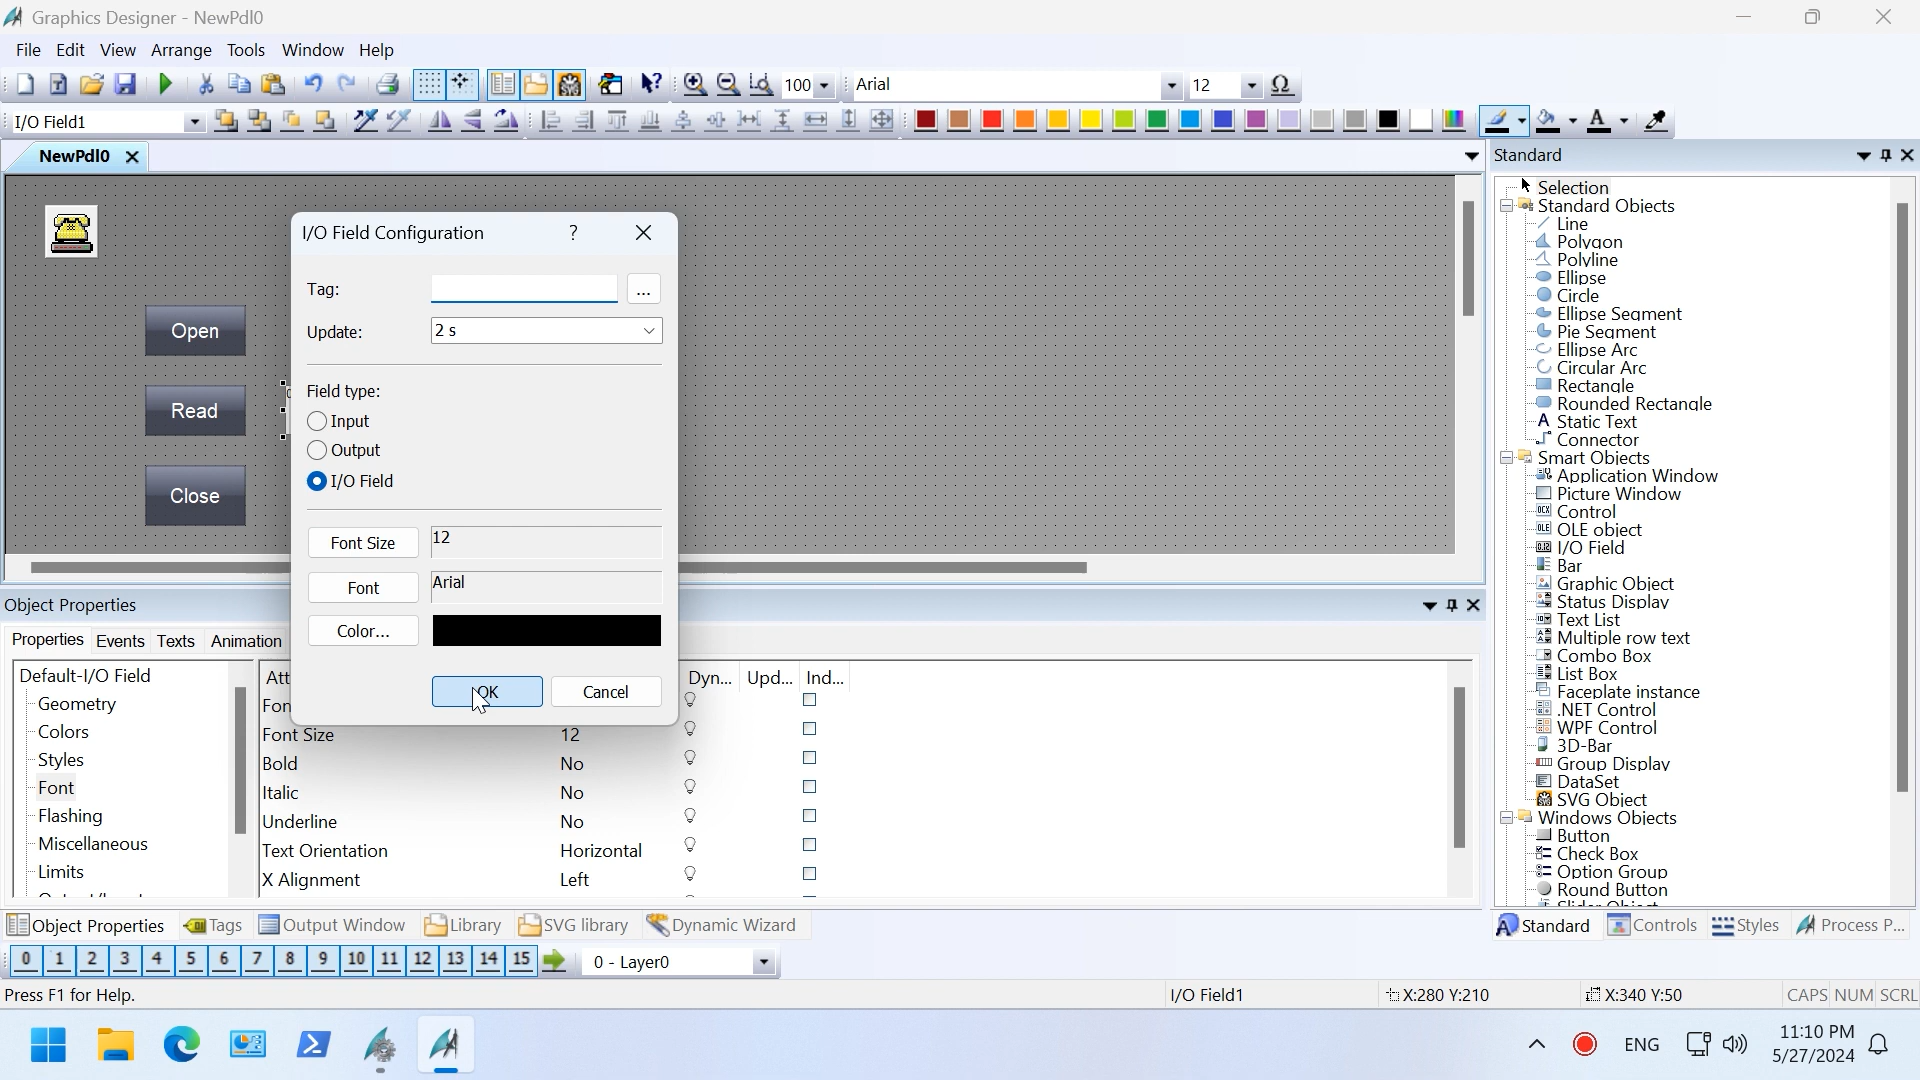 Graphics Designer - NewPdl0
File Edit View Arrange Tools Window Help
100 Arial 12
I/O Field1
NewPdl0
Standard
Open
Read
Close
I/O Field Configuration ?
Tag: ...
Update: 2 s
Field type:
Input
Output
I/O Field
Font Size 12
Font Arial
Color...
OK Cancel
Object Properties
Properties Events Texts Animation
Default-I/O Field
Geometry
Colors
Styles
Font
Flashing
Miscellaneous
Limits
Att Dyn... Upd... Ind...
Fon
Font Size 12
Bold No
Italic No
Underline No
Text Orientation Horizontal
X Alignment Left
Selection
Standard Objects
Line
Polygon
Polyline
Ellipse
Circle
Ellipse Segment
Pie Segment
Ellipse Arc
Circular Arc
Rectangle
Rounded Rectangle
Static Text
Connector
Smart Objects
Application Window
Picture Window
Control
OLE object
I/O Field
Bar
Graphic Object
Status Display
Text List
Multiple row text
Combo Box
List Box
Faceplate instance
.NET Control
WPF Control
3D-Bar
Group Display
DataSet
SVG Object
Windows Objects
Button
Check Box
Option Group
Round Button
Object Properties Tags Output Window Library SVG library Dynamic Wizard
Standard Controls Styles Process P...
0 1 2 3 4 5 6 7 8 9 10 11 12 13 14 15 0 - Layer0
Press F1 for Help. I/O Field1 X:280 Y:210 X:340 Y:50 CAPS NUM SCRL
ENG 11:10 PM
5/27/2024